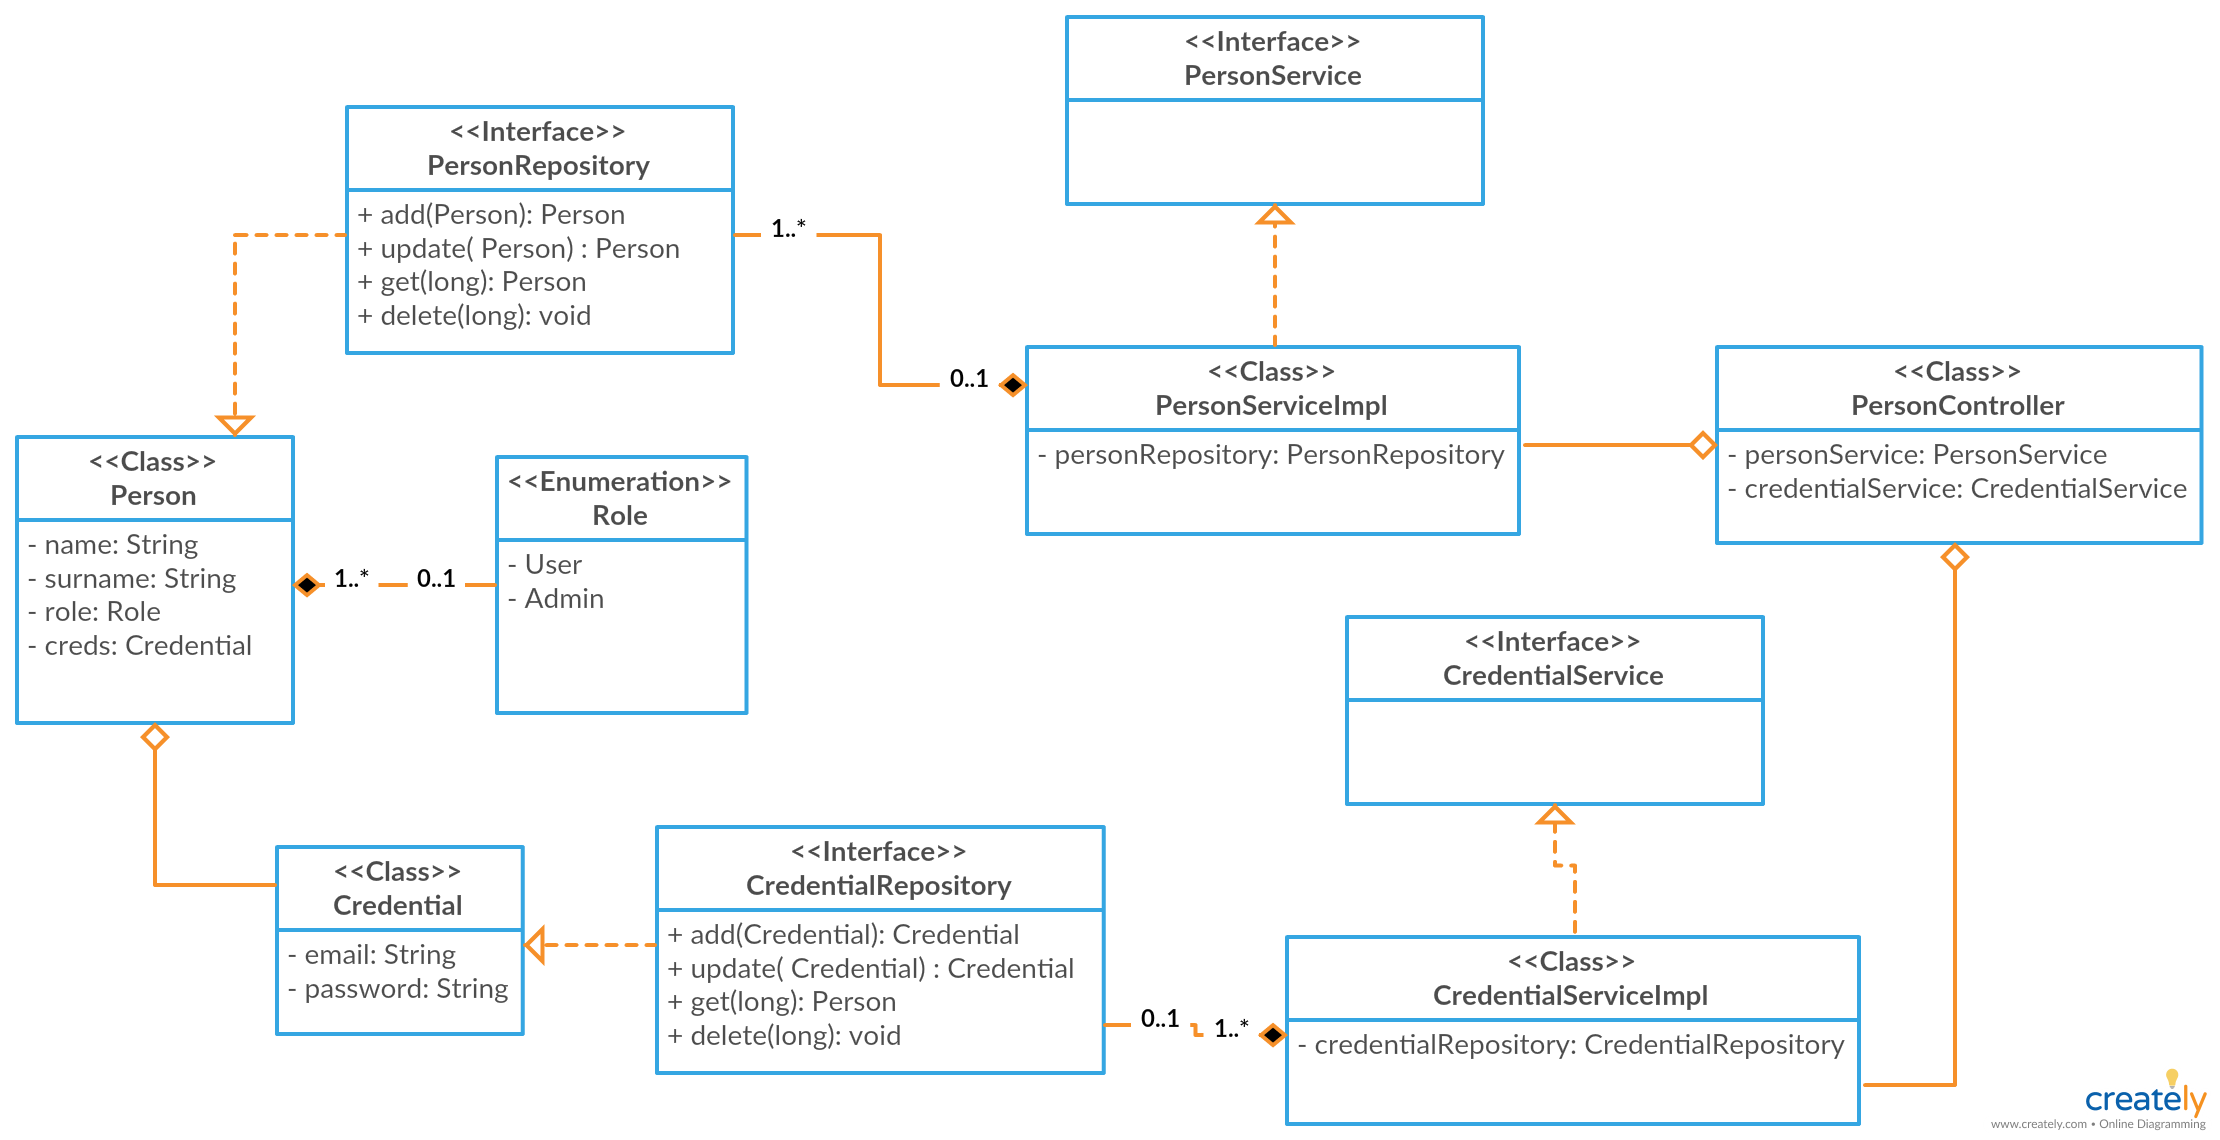 <<Interface>>
PersonService
<<Interface>>
PersonRepository
+ add(Person): Person
+ update( Person) : Person
+ get(long): Person
+ delete(long): void
1..*
0..1
<<Class>>
PersonServiceImpl
- personRepository: PersonRepository
<<Class>>
PersonController
- personService: PersonService
- credentialService: CredentialService
<<Class>>
Person
- name: String
- surname: String
- role: Role
- creds: Credential
1..*
0..1
<<Enumeration>>
Role
- User
- Admin
<<Interface>>
CredentialService
<<Class>>
Credential
- email: String
- password: String
<<Interface>>
CredentialRepository
+ add(Credential): Credential
+ update( Credential) : Credential
+ get(long): Person
+ delete(long): void
0..1
1..*
<<Class>>
CredentialServiceImpl
- credentialRepository: CredentialRepository
creately
www.creately.com • Online Diagramming